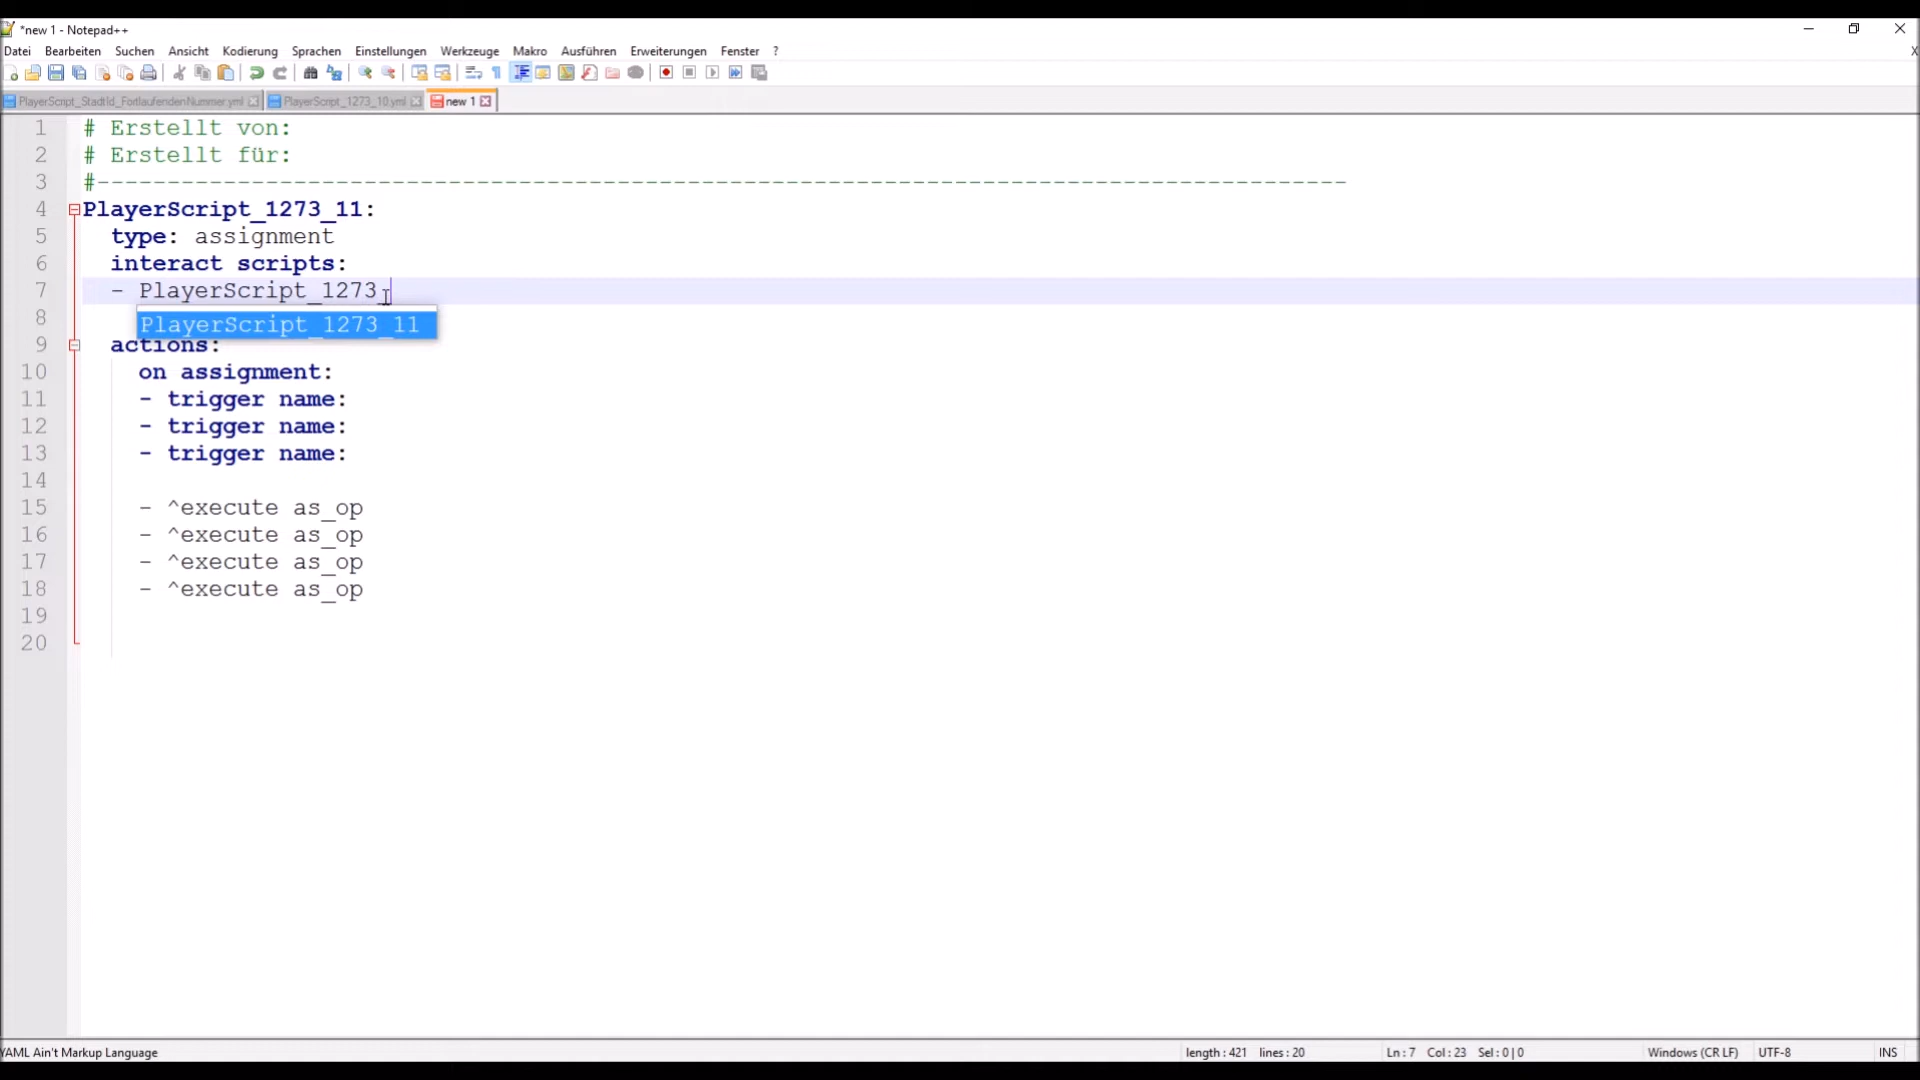 *new 1 - Notepad++
Datei Bearbeiten Suchen Ansicht Kodierung Sprachen Einstellungen Werkzeuge Makro Ausführen Erweiterungen Fenster ? X
PlayerScript_StadtId_FortlaufendenNummer.yml PlayerScript_1273_10.yml new 1
1 # Erstellt von:
2 # Erstellt für:
3 #-----------------------------------------------------------------------------------------
4 PlayerScript_1273_11:
5 type: assignment
6 interact scripts:
7 - PlayerScript_1273_
8 PlayerScript_1273_11
9 actions:
10 on assignment:
11 - trigger name:
12 - trigger name:
13 - trigger name:
14
15 - ^execute as_op
16 - ^execute as_op
17 - ^execute as_op
18 - ^execute as_op
19
20
YAML Ain't Markup Language length : 421 lines : 20 Ln : 7 Col : 23 Sel : 0 | 0 Windows (CR LF) UTF-8 INS